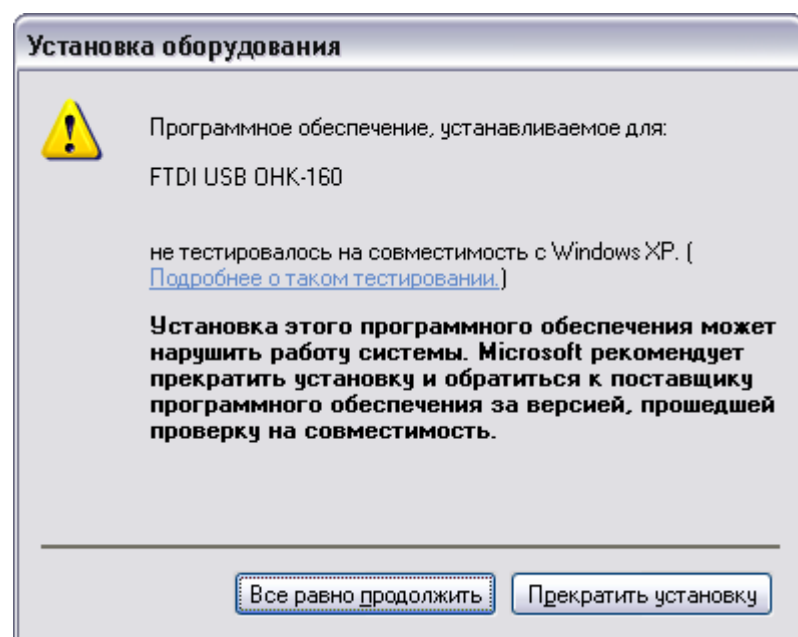 Установка оборудования
Программное обеспечение, устанавливаемое для:
FTDI USB ОНК-160
не тестировалось на совместимость с Windows XP. (
Подробнее о таком тестировании.)
Установка этого программного обеспечения может
нарушить работу системы. Microsoft рекомендует
прекратить установку и обратиться к поставщику
программного обеспечения за версией, прошедшей
проверку на совместимость.
Все равно продолжить
Прекратить установку